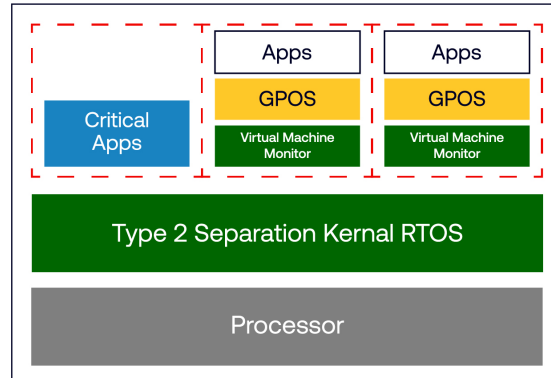 Apps
Apps
GPOS
GPOS
Critical
Apps
Virtual Machine
Monitor
Virtual Machine
Monitor
Type 2 Separation Kernal RTOS
Processor